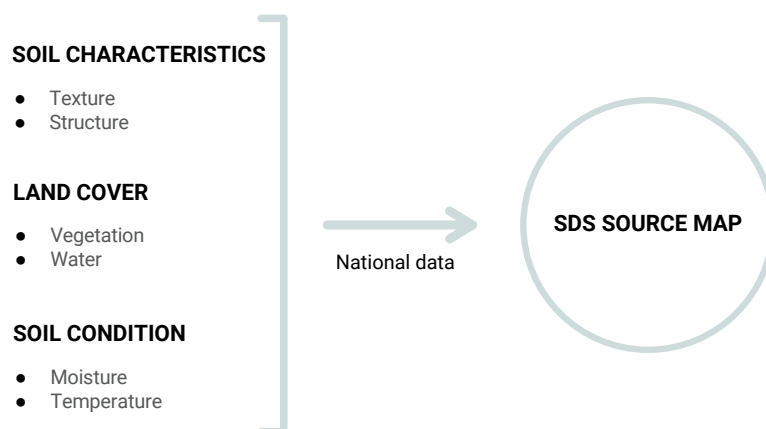 SOIL CHARACTERISTICS
● Texture
● Structure
LAND COVER
● Vegetation
● Water
SOIL CONDITION
● Moisture
● Temperature
National data
SDS SOURCE MAP